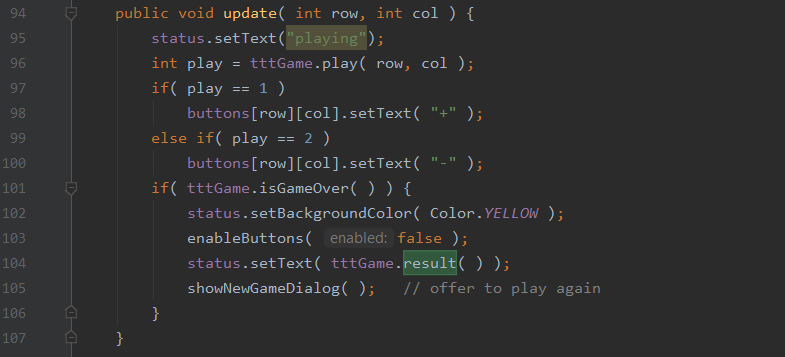 94 public void update( int row, int col ) {
95 status.setText("playing");
96 int play = tttGame.play( row, col );
97 if( play == 1 )
98 buttons[row][col].setText( "+" );
99 else if( play == 2 )
100 buttons[row][col].setText( "-" );
101 if( tttGame.isGameOver( ) ) {
102 status.setBackgroundColor( Color.YELLOW );
103 enableButtons( enabled: false );
104 status.setText( tttGame.result( ) );
105 showNewGameDialog( ); // offer to play again
106 }
107 }